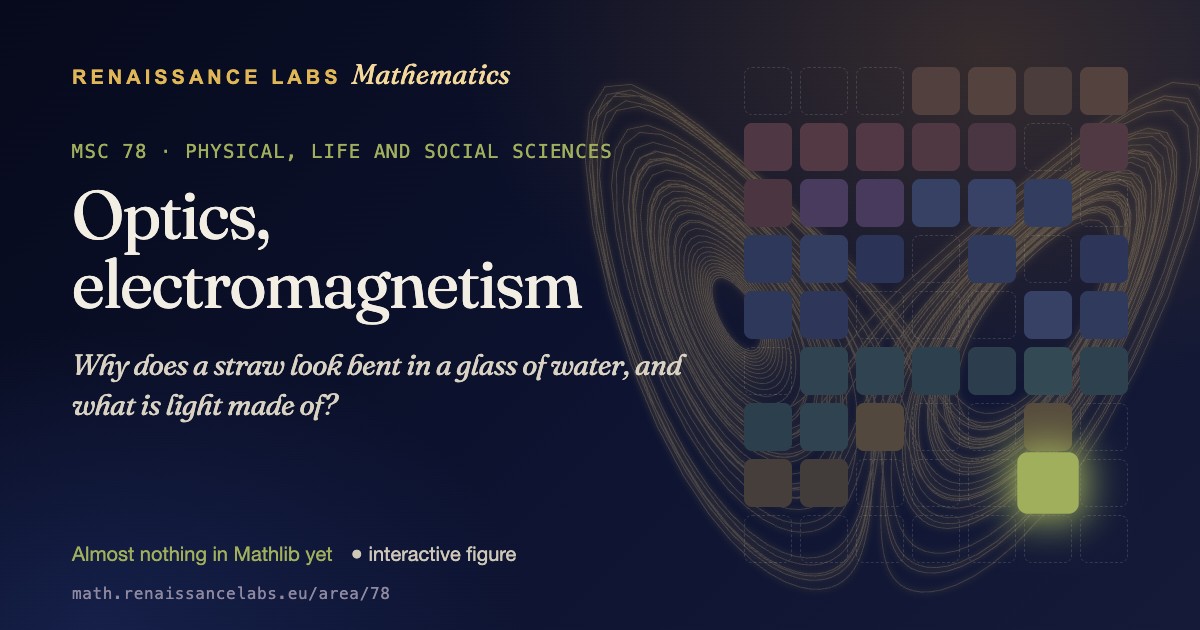 RENAISSANCE LABS Mathematics
MSC 78 · PHYSICAL, LIFE AND SOCIAL SCIENCES
Optics,
electromagnetism
Why does a straw look bent in a glass of water, and
what is light made of?
Almost nothing in Mathlib yet ● interactive figure
math.renaissancelabs.eu/area/78